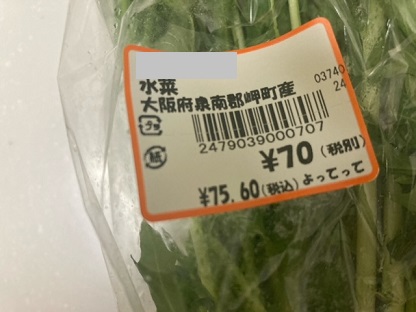 水菜
大阪府泉南郡岬町産
03740
24
プラ
紙
2479039000707
¥70(税別)
¥75.60(税込)よってって